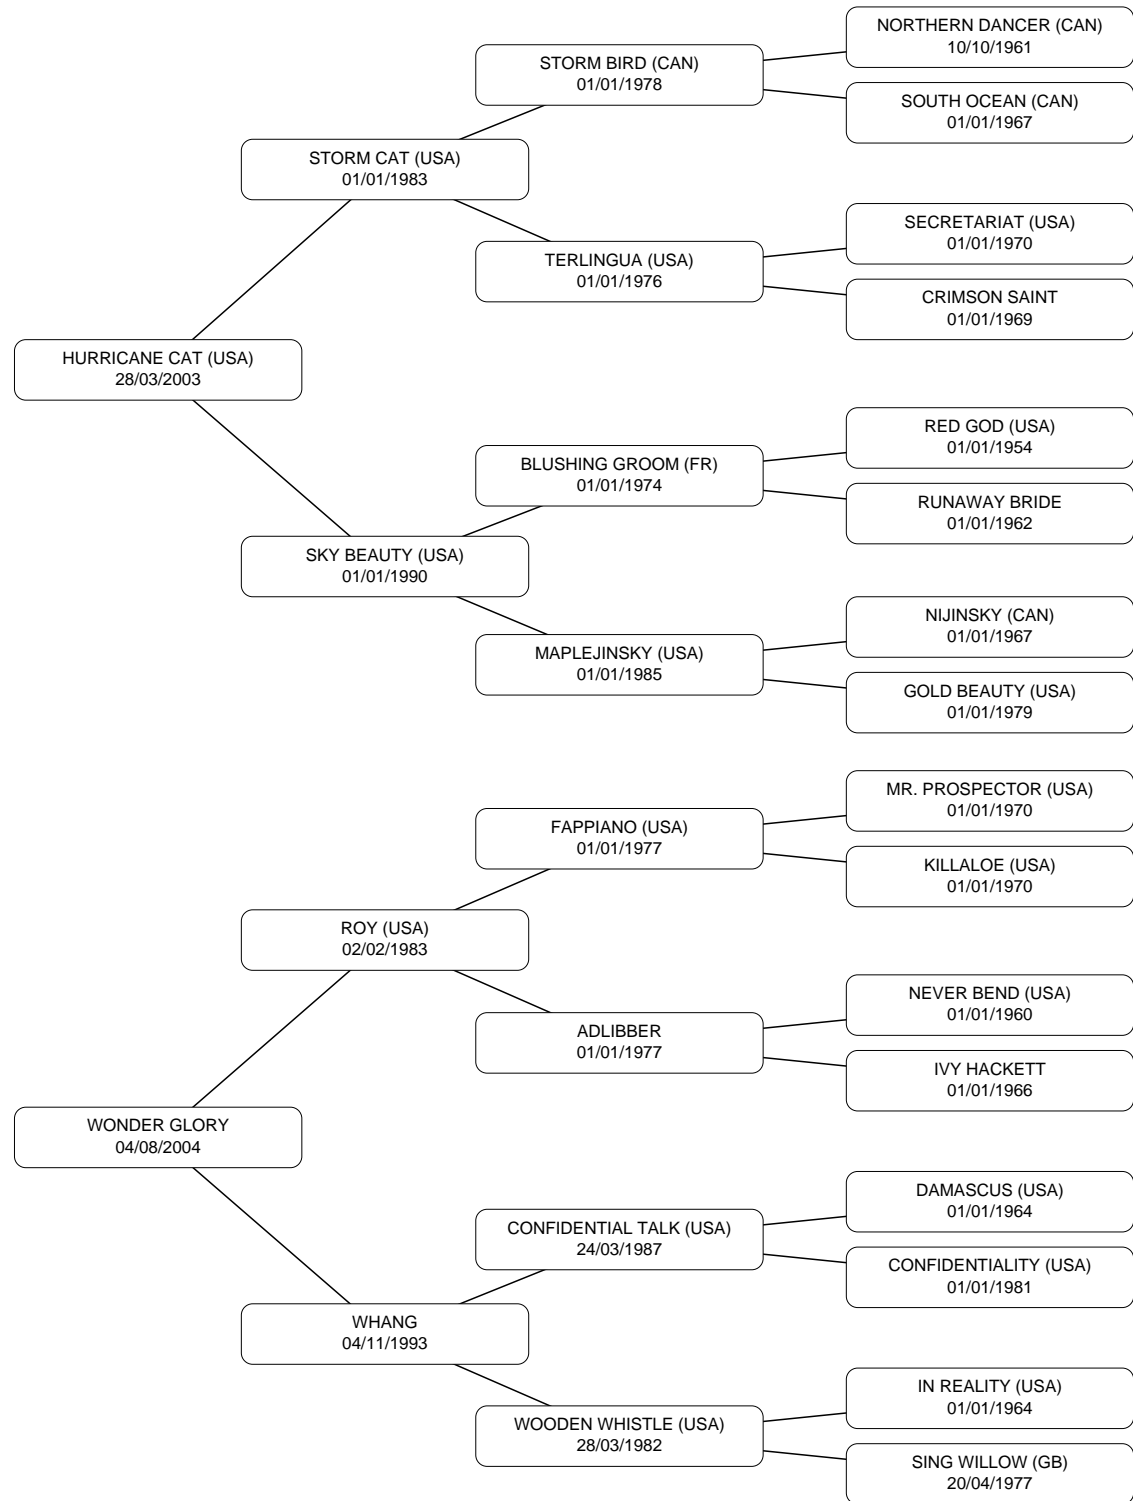 NORTHERN DANCER (CAN)
10/10/1961
STORM BIRD (CAN)
01/01/1978
SOUTH OCEAN (CAN)
01/01/1967
STORM CAT (USA)
01/01/1983
SECRETARIAT (USA)
01/01/1970
TERLINGUA (USA)
01/01/1976
CRIMSON SAINT
01/01/1969
HURRICANE CAT (USA)
28/03/2003
RED GOD (USA)
01/01/1954
BLUSHING GROOM (FR)
01/01/1974
RUNAWAY BRIDE
01/01/1962
SKY BEAUTY (USA)
01/01/1990
NIJINSKY (CAN)
01/01/1967
MAPLEJINSKY (USA)
01/01/1985
GOLD BEAUTY (USA)
01/01/1979
MR. PROSPECTOR (USA)
01/01/1970
FAPPIANO (USA)
01/01/1977
KILLALOE (USA)
01/01/1970
ROY (USA)
02/02/1983
NEVER BEND (USA)
01/01/1960
ADLIBBER
01/01/1977
IVY HACKETT
01/01/1966
WONDER GLORY
04/08/2004
DAMASCUS (USA)
01/01/1964
CONFIDENTIAL TALK (USA)
24/03/1987
CONFIDENTIALITY (USA)
01/01/1981
WHANG
04/11/1993
IN REALITY (USA)
01/01/1964
WOODEN WHISTLE (USA)
28/03/1982
SING WILLOW (GB)
20/04/1977